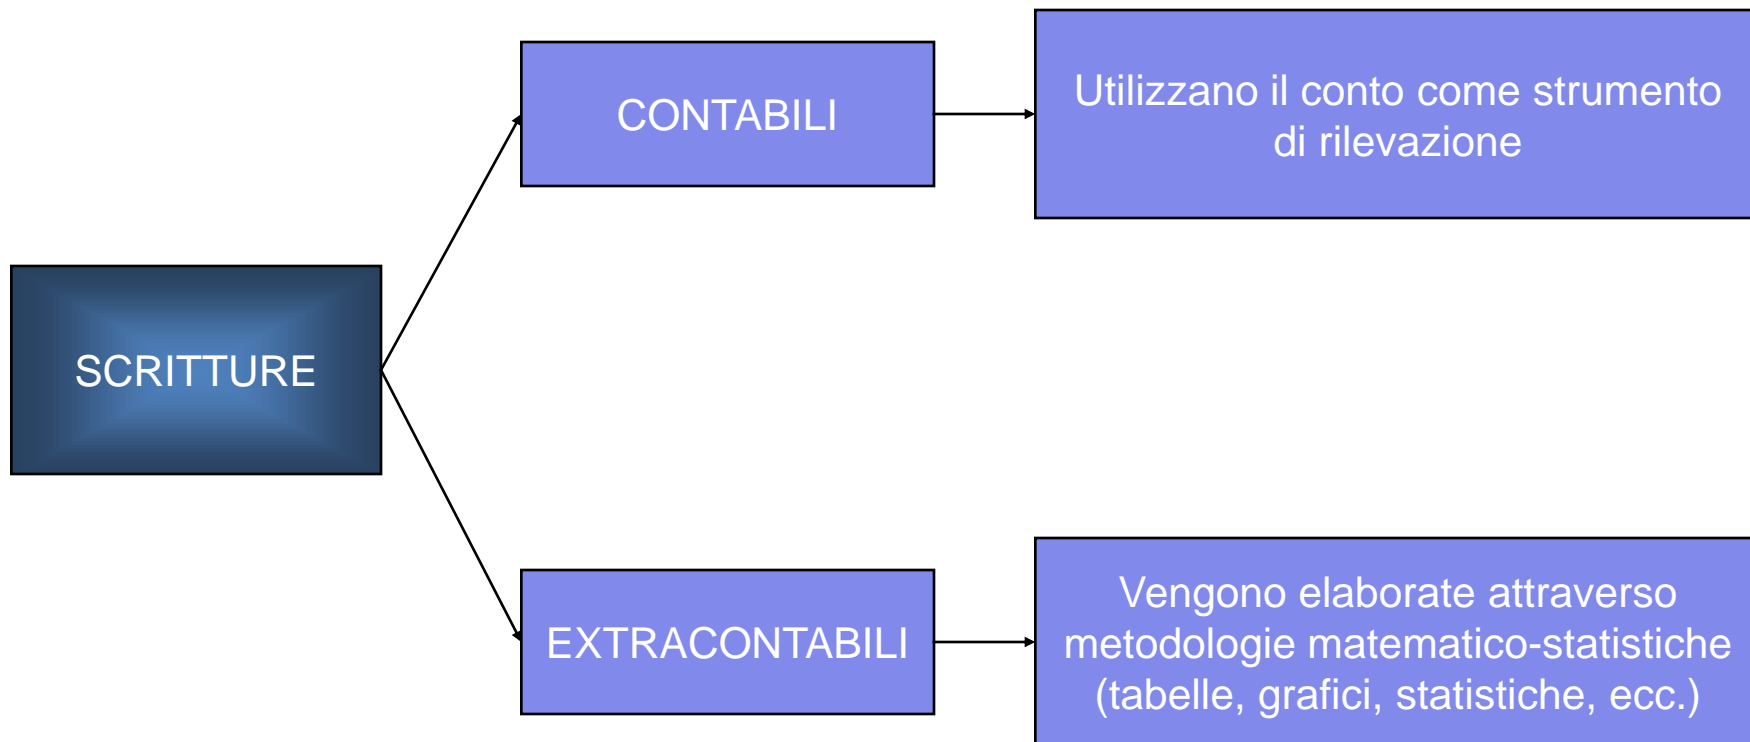 CONTABILI
Utilizzano il conto come strumento
di rilevazione
SCRITTURE
EXTRACONTABILI
Vengono elaborate attraverso
metodologie matematico-statistiche
(tabelle, grafici, statistiche, ecc.)